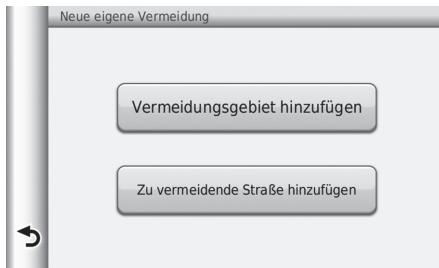 Neue eigene Vermeidung
Vermeidungsgebiet hinzufügen
Zu vermeidende Straße hinzufügen